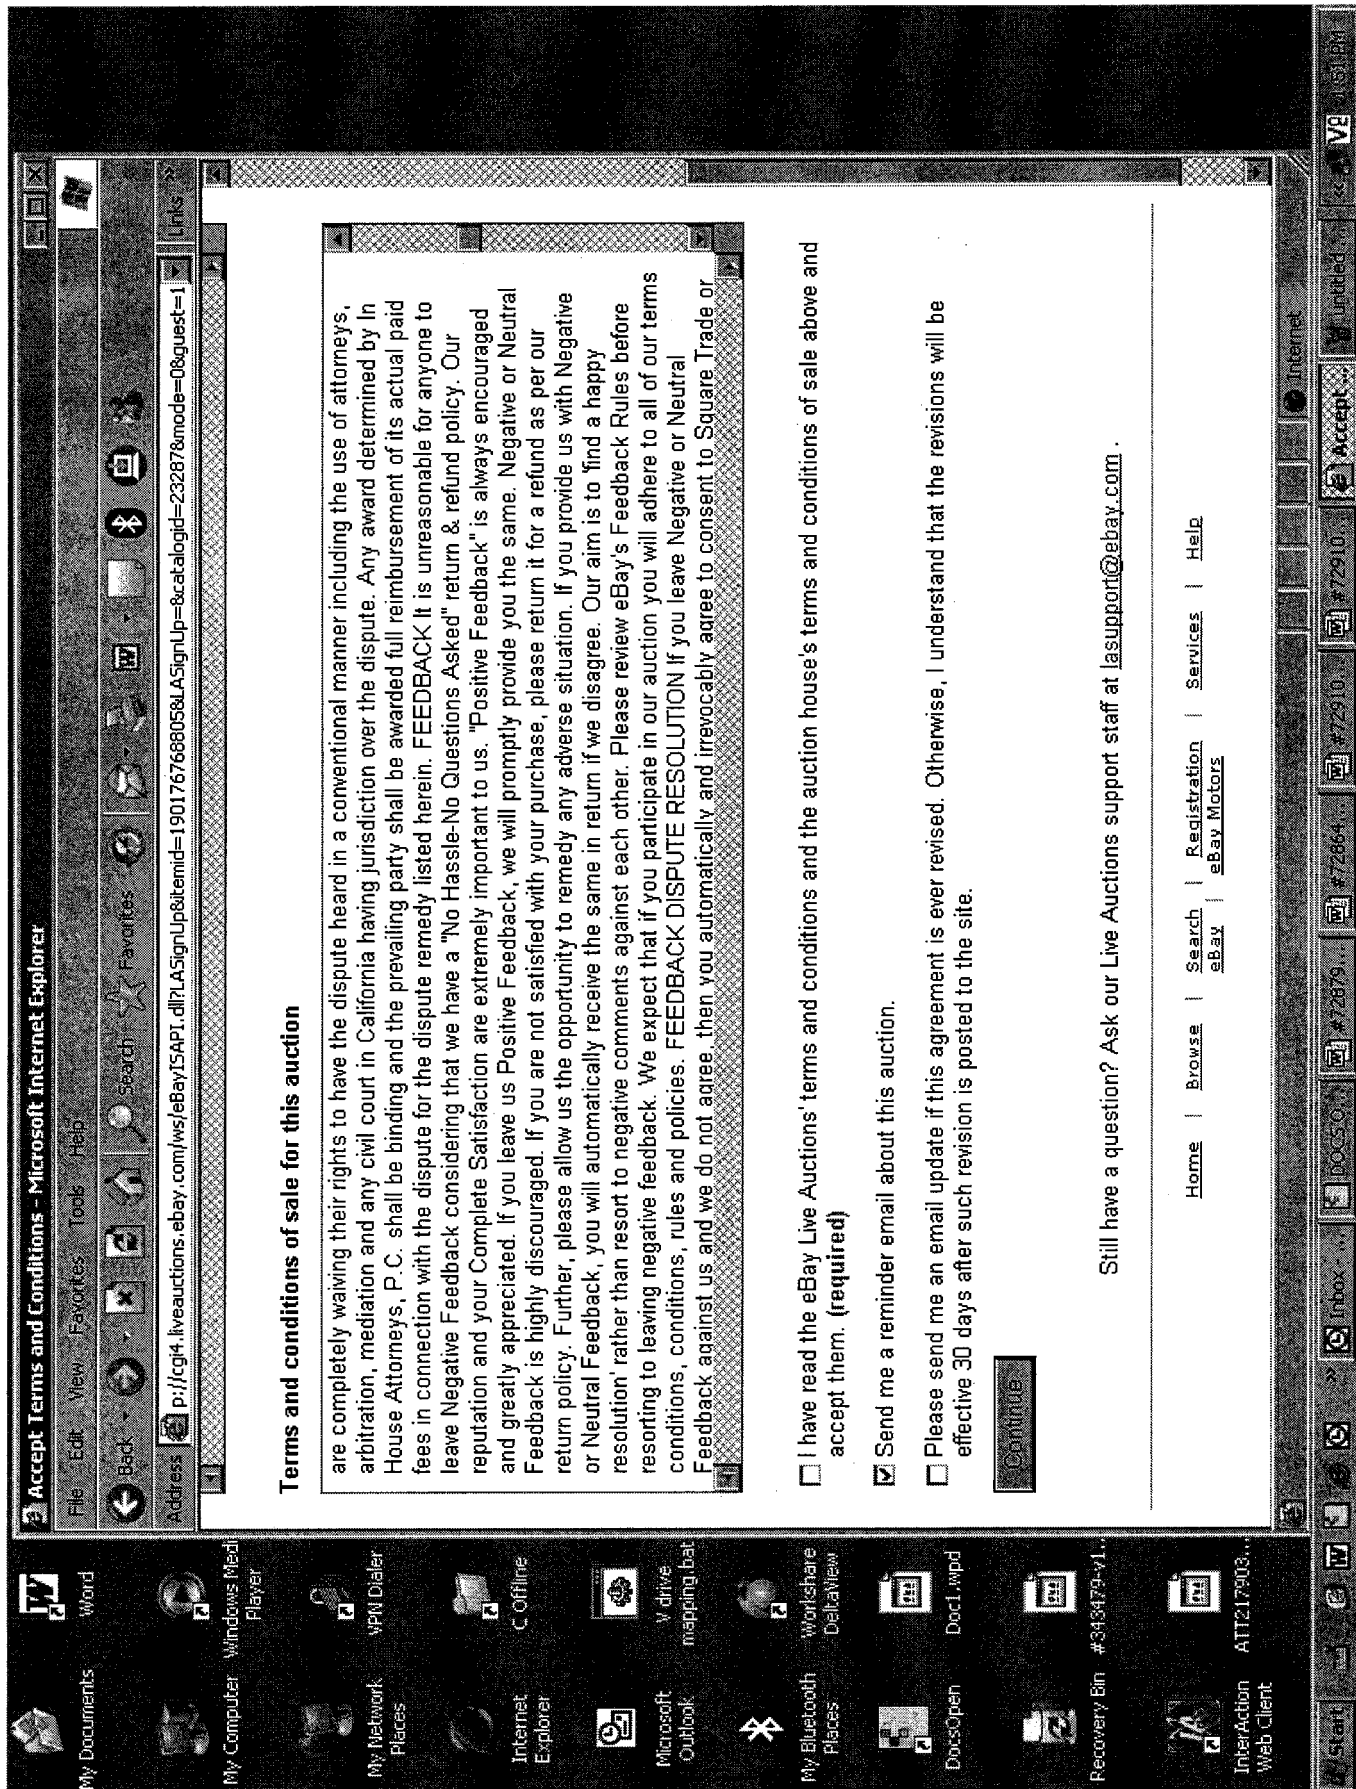 Accept Terms and Conditions - Microsoft Internet Explorer
File Edit View Favorites Tools Help
Back Search Favorites
Address p://cgi4.liveauctions.ebay.com/ws/eBayISAPI.dll?LASignUp&itemid=190176768805&LASignUp=&catalogid=23287&mode=0&guest=1 Links »
Terms and conditions of sale for this auction
are completely waiving their rights to have the dispute heard in a conventional manner including the use of attorneys,
arbitration, mediation and any civil court in California having jurisdiction over the dispute. Any award determined by In
House Attorneys, P.C. shall be binding and the prevailing party shall be awarded full reimbursement of its actual paid
fees in connection with the dispute for the dispute remedy listed herein. FEEDBACK It is unreasonable for anyone to
leave Negative Feedback considering that we have a "No Hassle-No Questions Asked" return & refund policy. Our
reputation and your Complete Satisfaction are extremely important to us. "Positive Feedback" is always encouraged
and greatly appreciated. If you leave us Positive Feedback, we will promptly provide you the same. Negative or Neutral
Feedback is highly discouraged. If you are not satisfied with your purchase, please return it for a refund as per our
return policy. Further, please allow us the opportunity to remedy any adverse situation. If you provide us with Negative
or Neutral Feedback, you will automatically receive the same in return if we disagree. Our aim is to 'find a happy
resolution' rather than resort to negative comments against each other. Please review eBay's Feedback Rules before
resorting to leaving negative feedback. We expect that if you participate in our auction you will adhere to all of our terms
conditions, conditions, rules and policies. FEEDBACK DISPUTE RESOLUTION If you leave Negative or Neutral
Feedback against us and we do not agree, then you automatically and irrevocably agree to consent to Square Trade or
I have read the eBay Live Auctions' terms and conditions and the auction house's terms and conditions of sale above and
accept them. (required)
Send me a reminder email about this auction.
Please send me an email update if this agreement is ever revised. Otherwise, I understand that the revisions will be
effective 30 days after such revision is posted to the site.
Continue
Still have a question? Ask our Live Auctions support staff at lasupport@ebay.com.
Home | Browse | Search | Registration | Services | Help
eBay | eBay Motors
Internet
My Documents
Word
My Computer
Windows Medi
Player
My Network
Places
VPN Dialer
Internet
Explorer
C Offline
Microsoft
Outlook
V drive
mapping.bat
My Bluetooth
Places
Workshare
DeltaView
DocsOpen
Doc1.wpd
Recovery Bin
#343479-v1...
InterAction
Web Client
ATT217903...
Start
Inbox - ...
DOCS O...
#72879...
#72864...
#72910...
#72910...
Accept ...
untitled